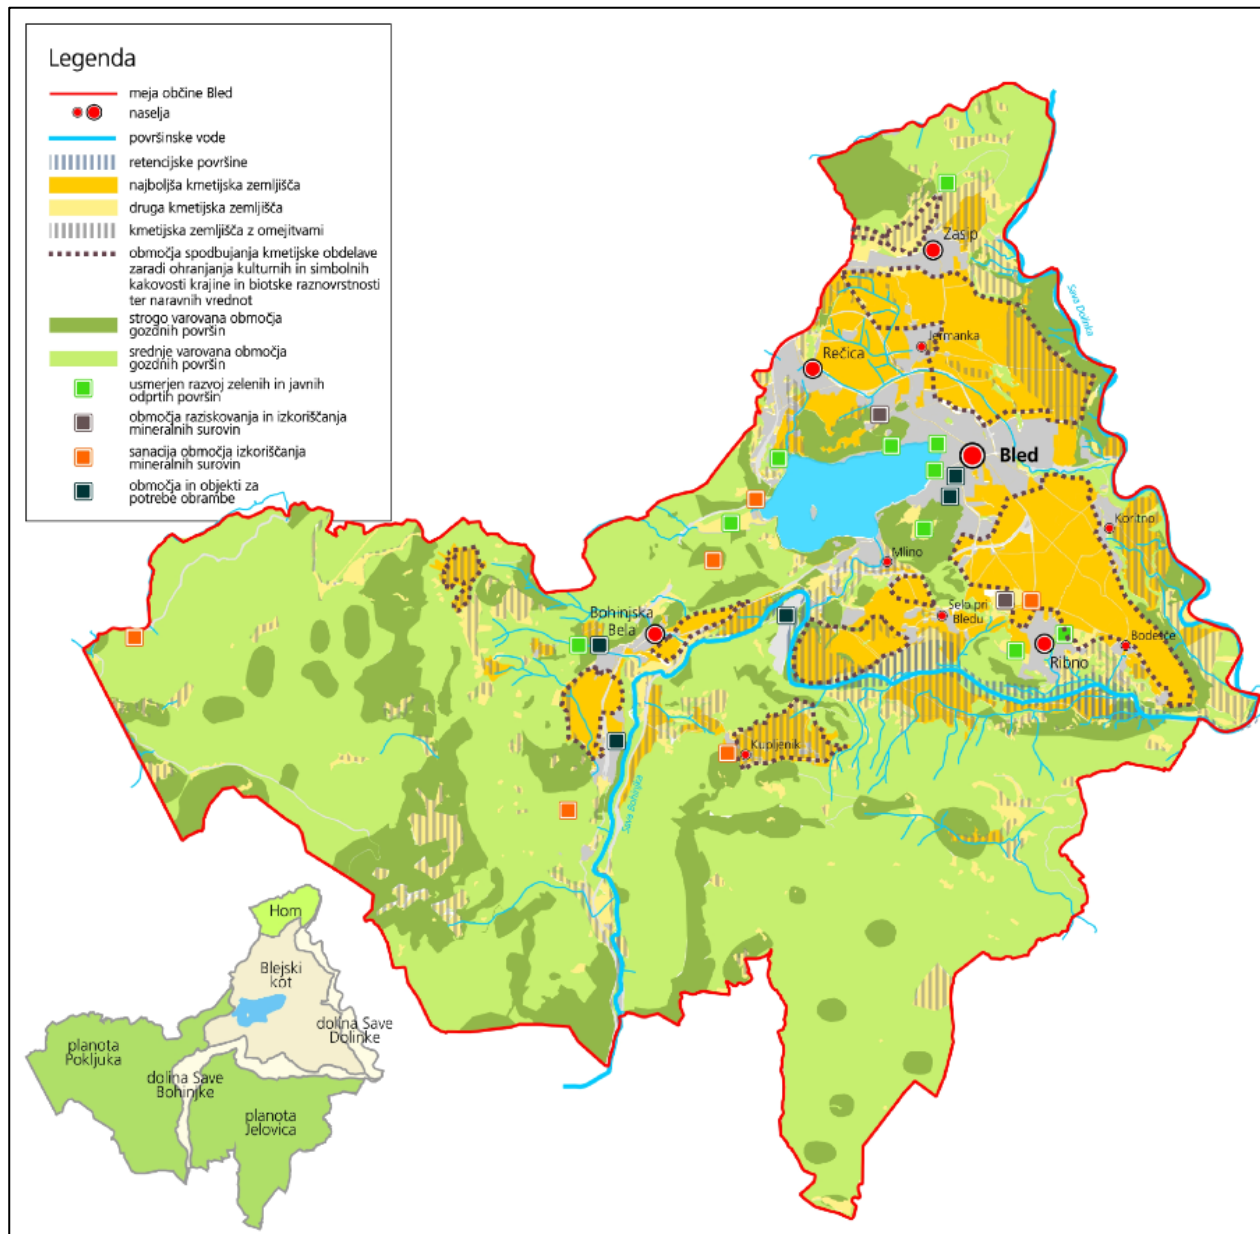 Legenda
meja občine Bled
naselja
površinske vode
retencijske površine
najboljša kmetijska zemljišča
druga kmetijska zemljišča
kmetijska zemljišča z omejitvami
območja spodbujanja kmetijske obdelave
zaradi ohranjanja kulturnih in simbolnih
kakovosti krajine in biotske raznovrstnosti
ter naravnih vrednot
strogo varovana območja
gozdnih površin
srednje varovana območja
gozdnih površin
usmerjen razvoj zelenih in javnih
odprtih površin
območja raziskovanja in izkoriščanja
mineralnih surovin
sanacija območja izkoriščanja
mineralnih surovin
območja in objekti za
potrebe obrambe
Zasip
Sava Dolinka
Jermanka
Rečica
Bled
Koritno
Mlino
Bohinjska
Bela
Selo pri
Bledu
Bodešče
Ribno
Kupljenik
Sava Bohinjka
Hom
Blejski
kot
dolina Save
Dolinke
planota
Pokljuka
dolina Save
Bohinjke
planota
Jelovica